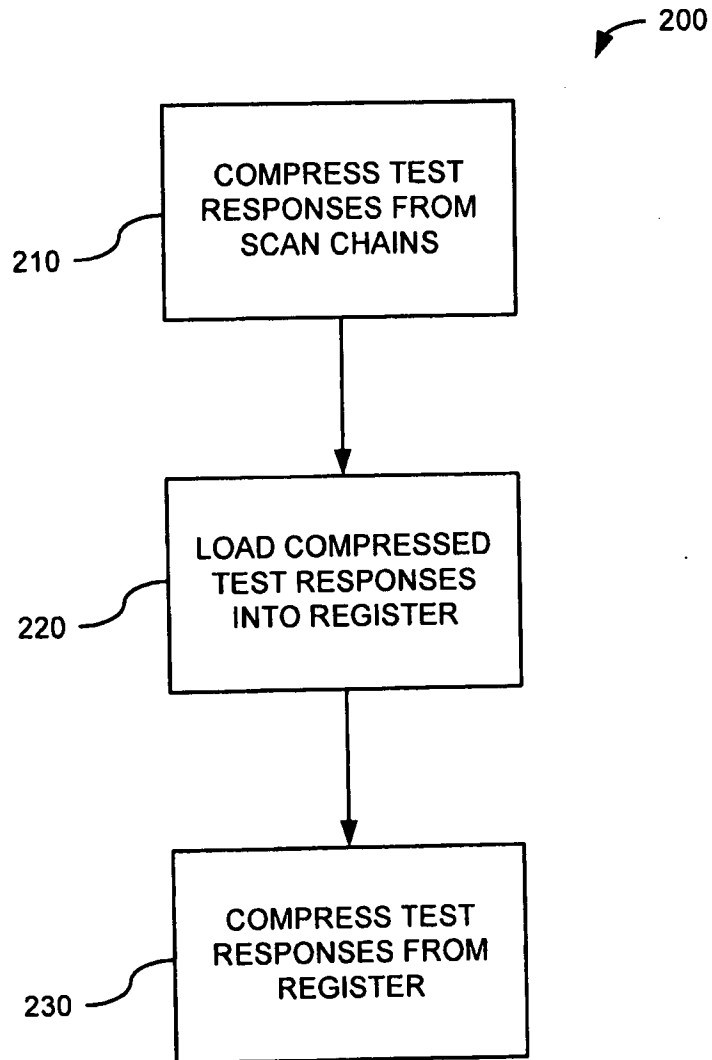 200
COMPRESS TEST
RESPONSES FROM
SCAN CHAINS
210
LOAD COMPRESSED
TEST RESPONSES
INTO REGISTER
220
COMPRESS TEST
RESPONSES FROM
REGISTER
230